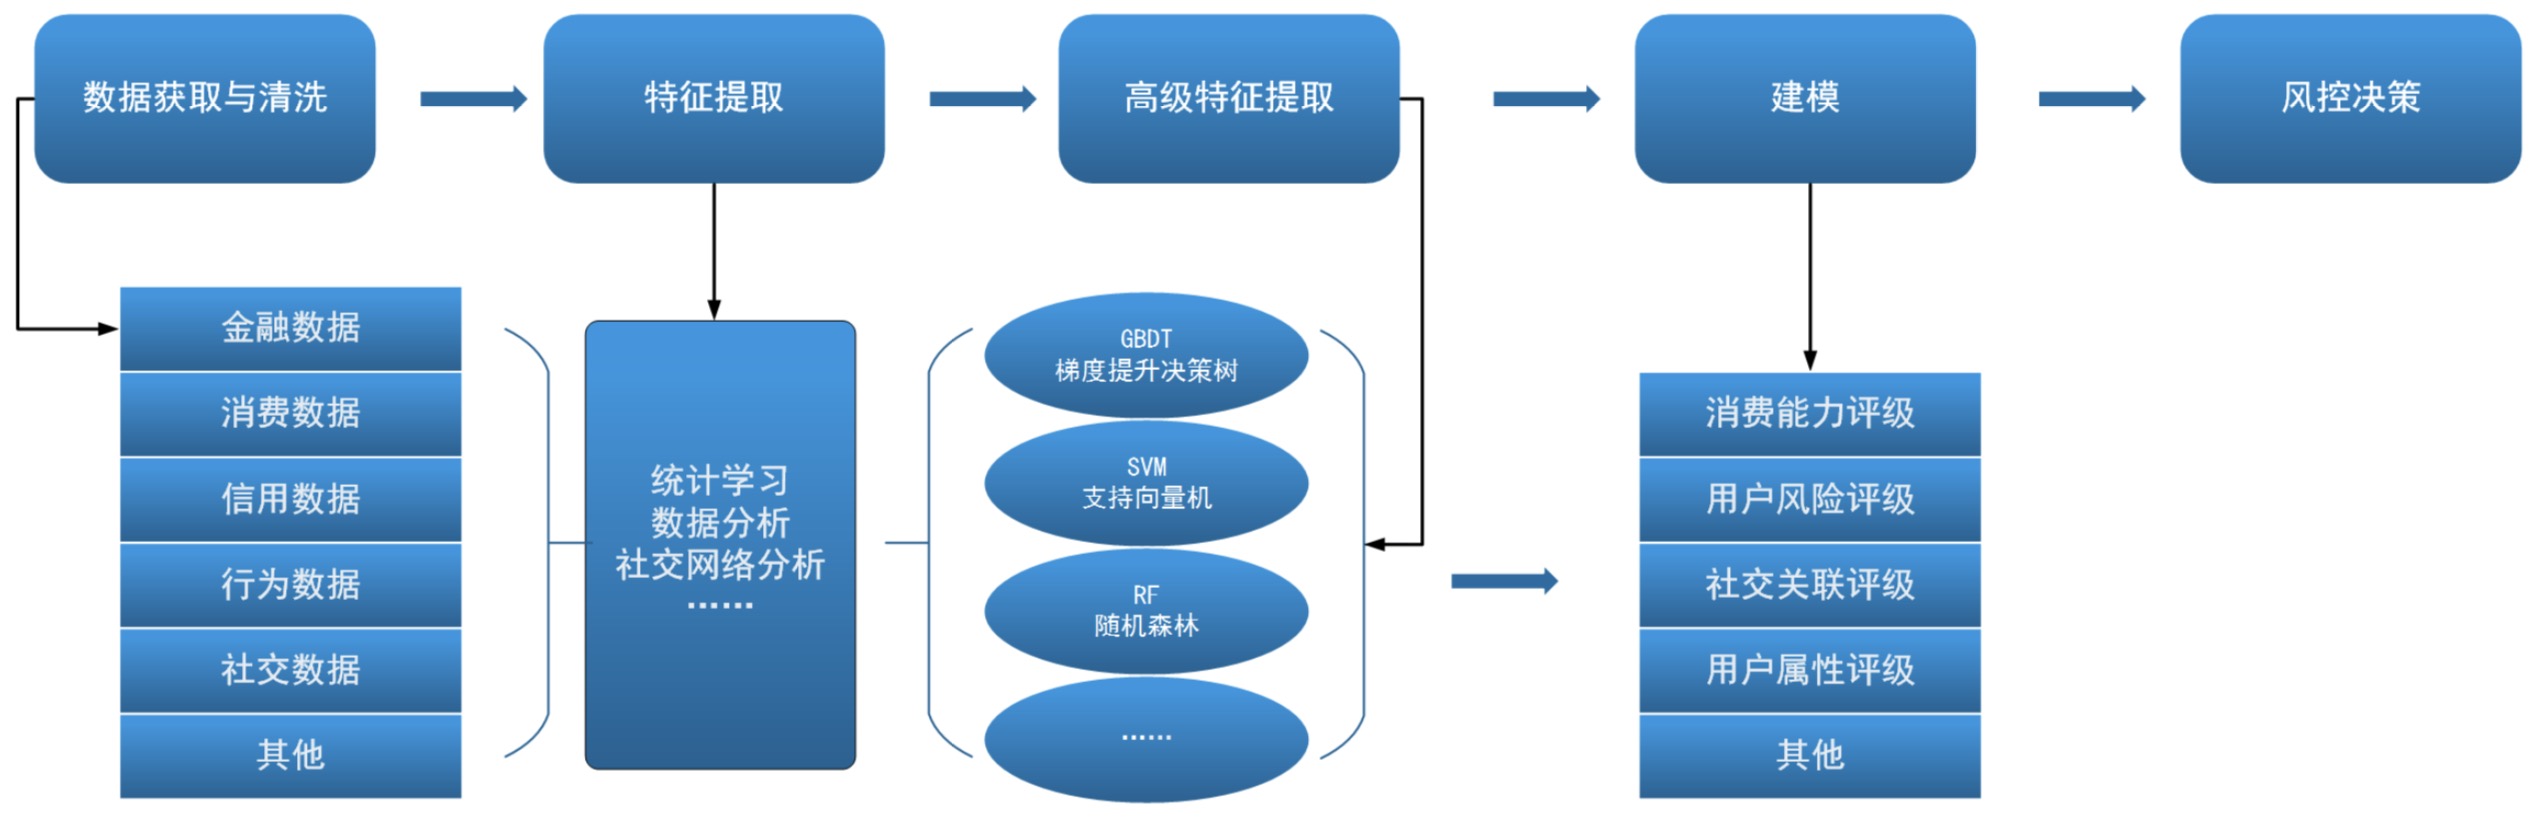 数据获取与清洗
特征提取
高级特征提取
建模
风控决策
金融数据
消费数据
信用数据
行为数据
社交数据
其他
统计学习
数据分析
社交网络分析
……
GBDT
梯度提升决策树
SVM
支持向量机
RF
随机森林
……
消费能力评级
用户风险评级
社交关联评级
用户属性评级
其他